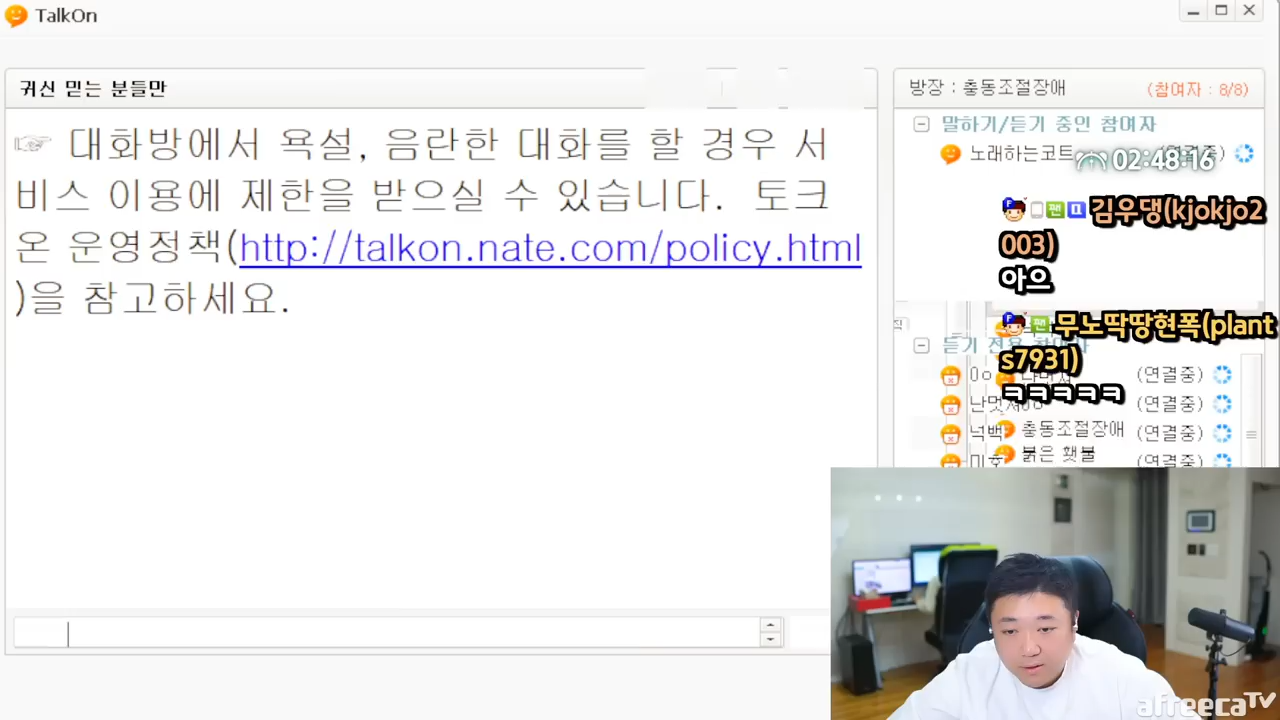 TalkOn
귀신 믿는 분들만
☞ 대화방에서 욕설, 음란한 대화를 할 경우 서
비스 이용에 제한을 받으실 수 있습니다. 토크
온 운영정책(http://talkon.nate.com/policy.html
)을 참고하세요.
방장 : 충동조절장애 (참여자 : 8/8)
말하기/듣기 중인 참여자
노래하는코트
02:48:16
김우댕(kjokjo2
003)
아으
무노딱땅현폭(plant
s7931)
ㅋㅋㅋㅋㅋ
듣기 전용
(연결중)
(연결중)
넉백 충동조절장애 (연결중)
붉은 횃불 (연결중)
afreecaTV